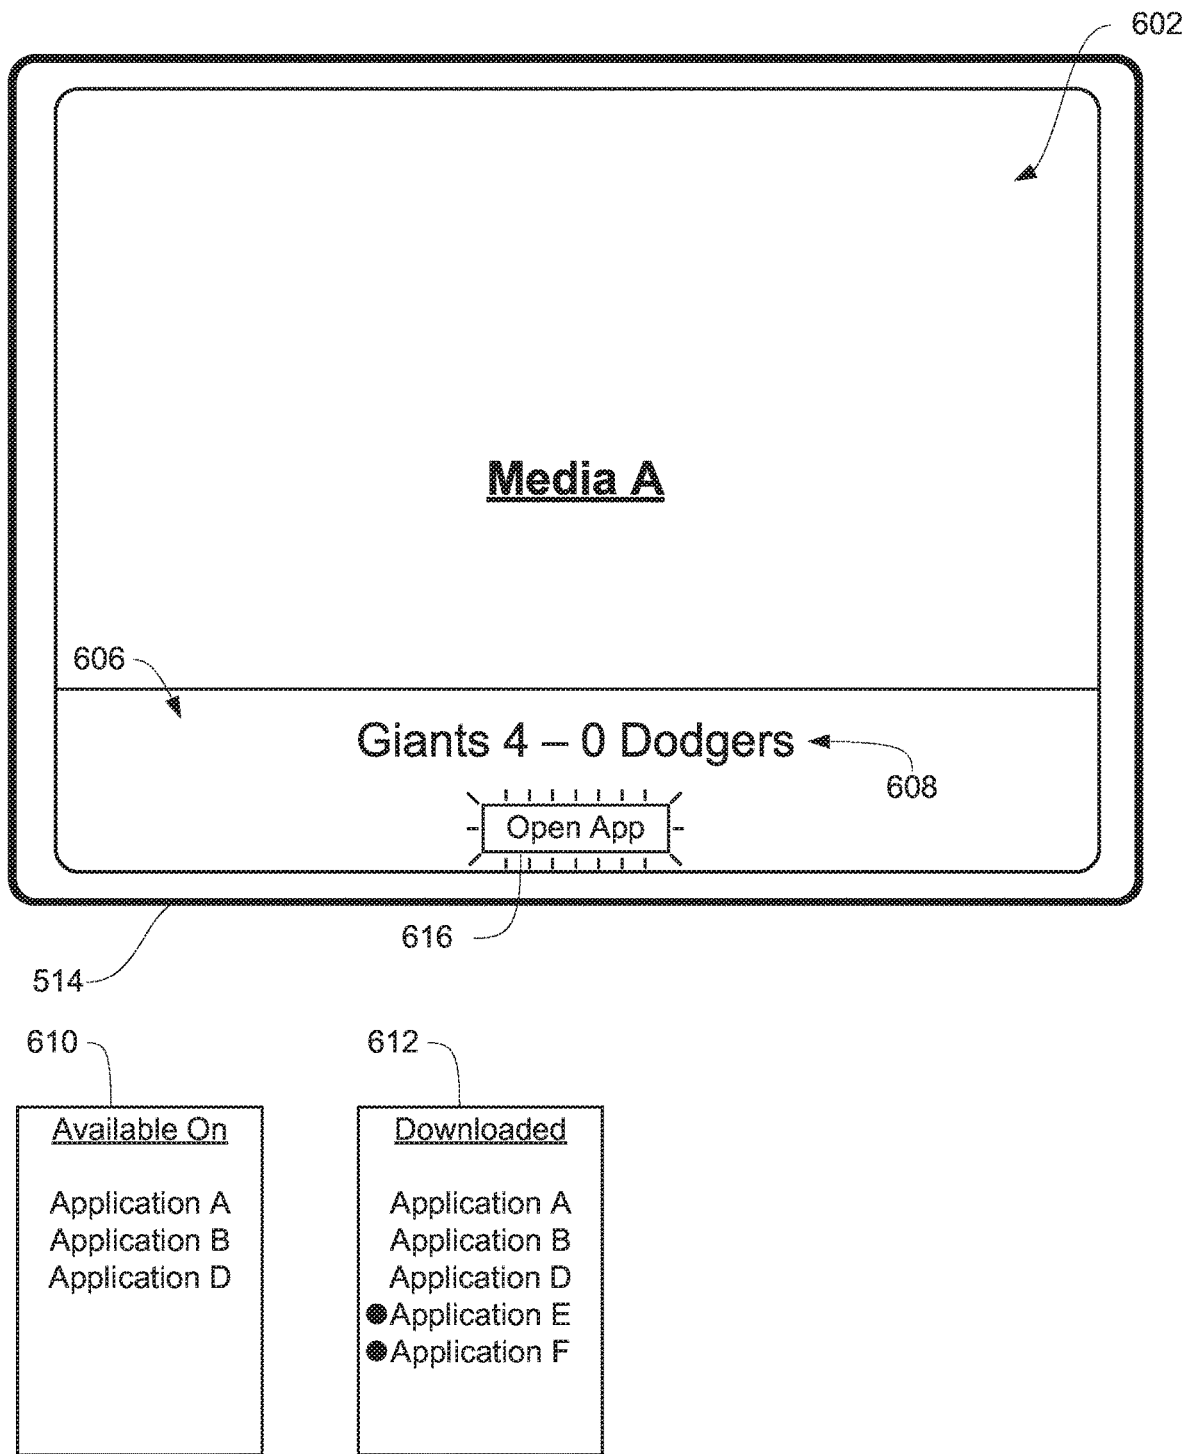 602
Media A
606
Giants 4 – 0 Dodgers
608
Open App
616
514
610
612
Available On
Application A
Application B
Application D
Downloaded
Application A
Application B
Application D
●Application E
●Application F